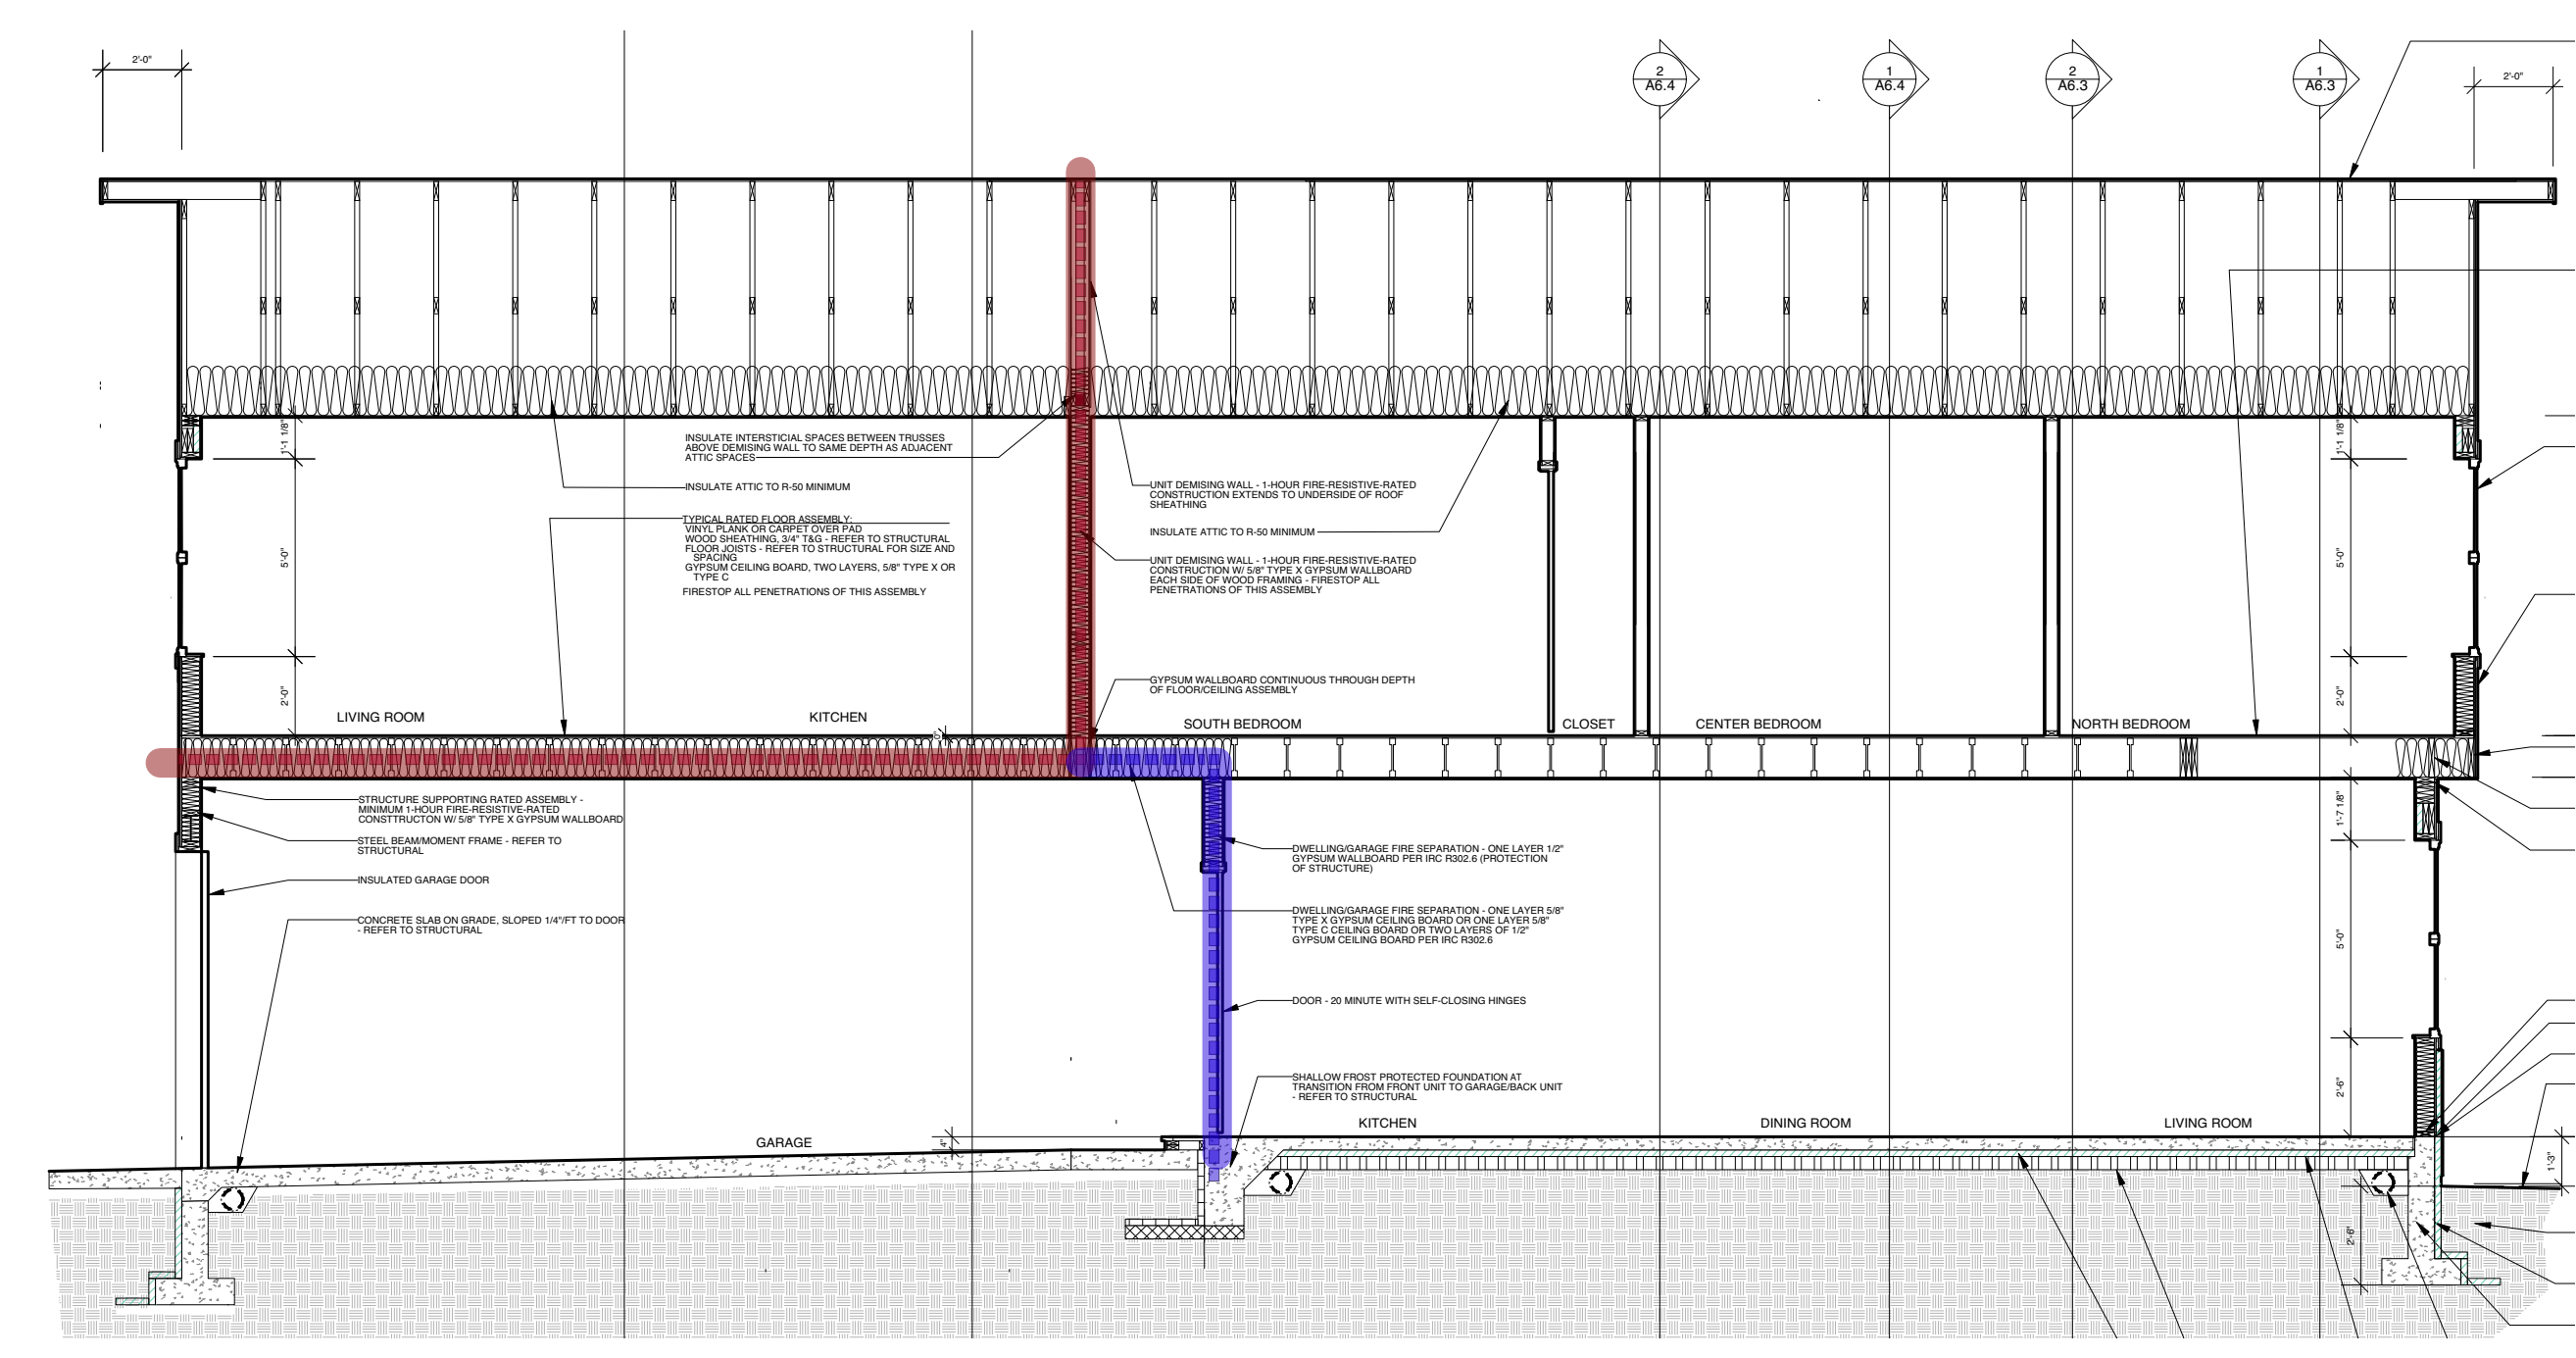 2'-0"
2
A6.4
1
A6.4
2
A6.3
1
A6.3
2'-0"
1'-1 1/8"
5'-0"
2'-0"
INSULATE INTERSTICIAL SPACES BETWEEN TRUSSES
ABOVE DEMISING WALL TO SAME DEPTH AS ADJACENT
ATTIC SPACES
INSULATE ATTIC TO R-50 MINIMUM
TYPICAL RATED FLOOR ASSEMBLY:
VINYL PLANK OR CARPET OVER PAD
WOOD SHEATHING, 3/4" T&G - REFER TO STRUCTURAL
FLOOR JOISTS - REFER TO STRUCTURAL FOR SIZE AND
SPACING
GYPSUM CEILING BOARD, TWO LAYERS, 5/8" TYPE X OR
TYPE C
FIRESTOP ALL PENETRATIONS OF THIS ASSEMBLY
UNIT DEMISING WALL - 1-HOUR FIRE-RESISTIVE-RATED
CONSTRUCTION EXTENDS TO UNDERSIDE OF ROOF
SHEATHING
INSULATE ATTIC TO R-50 MINIMUM
UNIT DEMISING WALL - 1-HOUR FIRE-RESISTIVE-RATED
CONSTRUCTION W/ 5/8" TYPE X GYPSUM WALLBOARD
EACH SIDE OF WOOD FRAMING - FIRESTOP ALL
PENETRATIONS OF THIS ASSEMBLY
GYPSUM WALLBOARD CONTINUOUS THROUGH DEPTH
OF FLOOR/CEILING ASSEMBLY
1'-1 1/8"
5'-0"
2'-0"
LIVING ROOM
KITCHEN
SOUTH BEDROOM
CLOSET
CENTER BEDROOM
NORTH BEDROOM
STRUCTURE SUPPORTING RATED ASSEMBLY -
MINIMUM 1-HOUR FIRE-RESISTIVE-RATED
CONSTTRUCTON W/ 5/8" TYPE X GYPSUM WALLBOARD
STEEL BEAM/MOMENT FRAME - REFER TO
STRUCTURAL
INSULATED GARAGE DOOR
CONCRETE SLAB ON GRADE, SLOPED 1/4"/FT TO DOOR
- REFER TO STRUCTURAL
DWELLING/GARAGE FIRE SEPARATION - ONE LAYER 1/2"
GYPSUM WALLBOARD PER IRC R302.6 (PROTECTION
OF STRUCTURE)
DWELLING/GARAGE FIRE SEPARATION - ONE LAYER 5/8"
TYPE X GYPSUM CEILING BOARD OR ONE LAYER 5/8"
TYPE C CEILING BOARD OR TWO LAYERS OF 1/2"
GYPSUM CEILING BOARD PER IRC R302.6
DOOR - 20 MINUTE WITH SELF-CLOSING HINGES
SHALLOW FROST PROTECTED FOUNDATION AT
TRANSITION FROM FRONT UNIT TO GARAGE/BACK UNIT
- REFER TO STRUCTURAL
1'-7 1/8"
5'-0"
2'-6"
GARAGE
4"
KITCHEN
DINING ROOM
LIVING ROOM
1'-3"
2'-6"